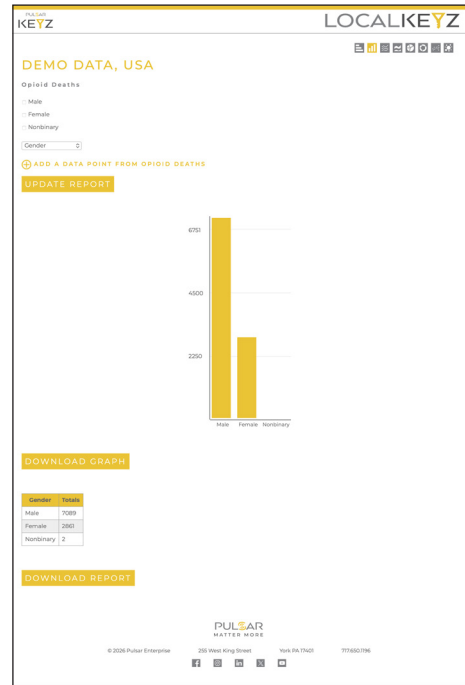 PULSAR
KEYZ
LOCALKEYZ
DEMO DATA, USA
Opioid Deaths
Male
Female
Nonbinary
Gender
ADD A DATA POINT FROM OPIOID DEATHS
UPDATE REPORT
6751
4500
2250
Male Female Nonbinary
DOWNLOAD GRAPH
Gender Totals
Male 7089
Female 2861
Nonbinary 2
DOWNLOAD REPORT
PULSAR
MATTER MORE
© 2026 Pulsar Enterprise 255 West King Street York PA 17401 717.650.1196